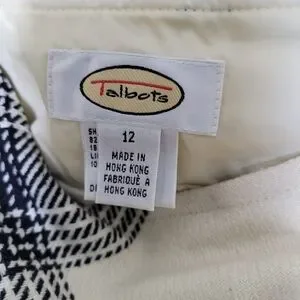 Talbots
12
MADE IN
HONG KONG
FABRIQUÉ À
HONG KONG